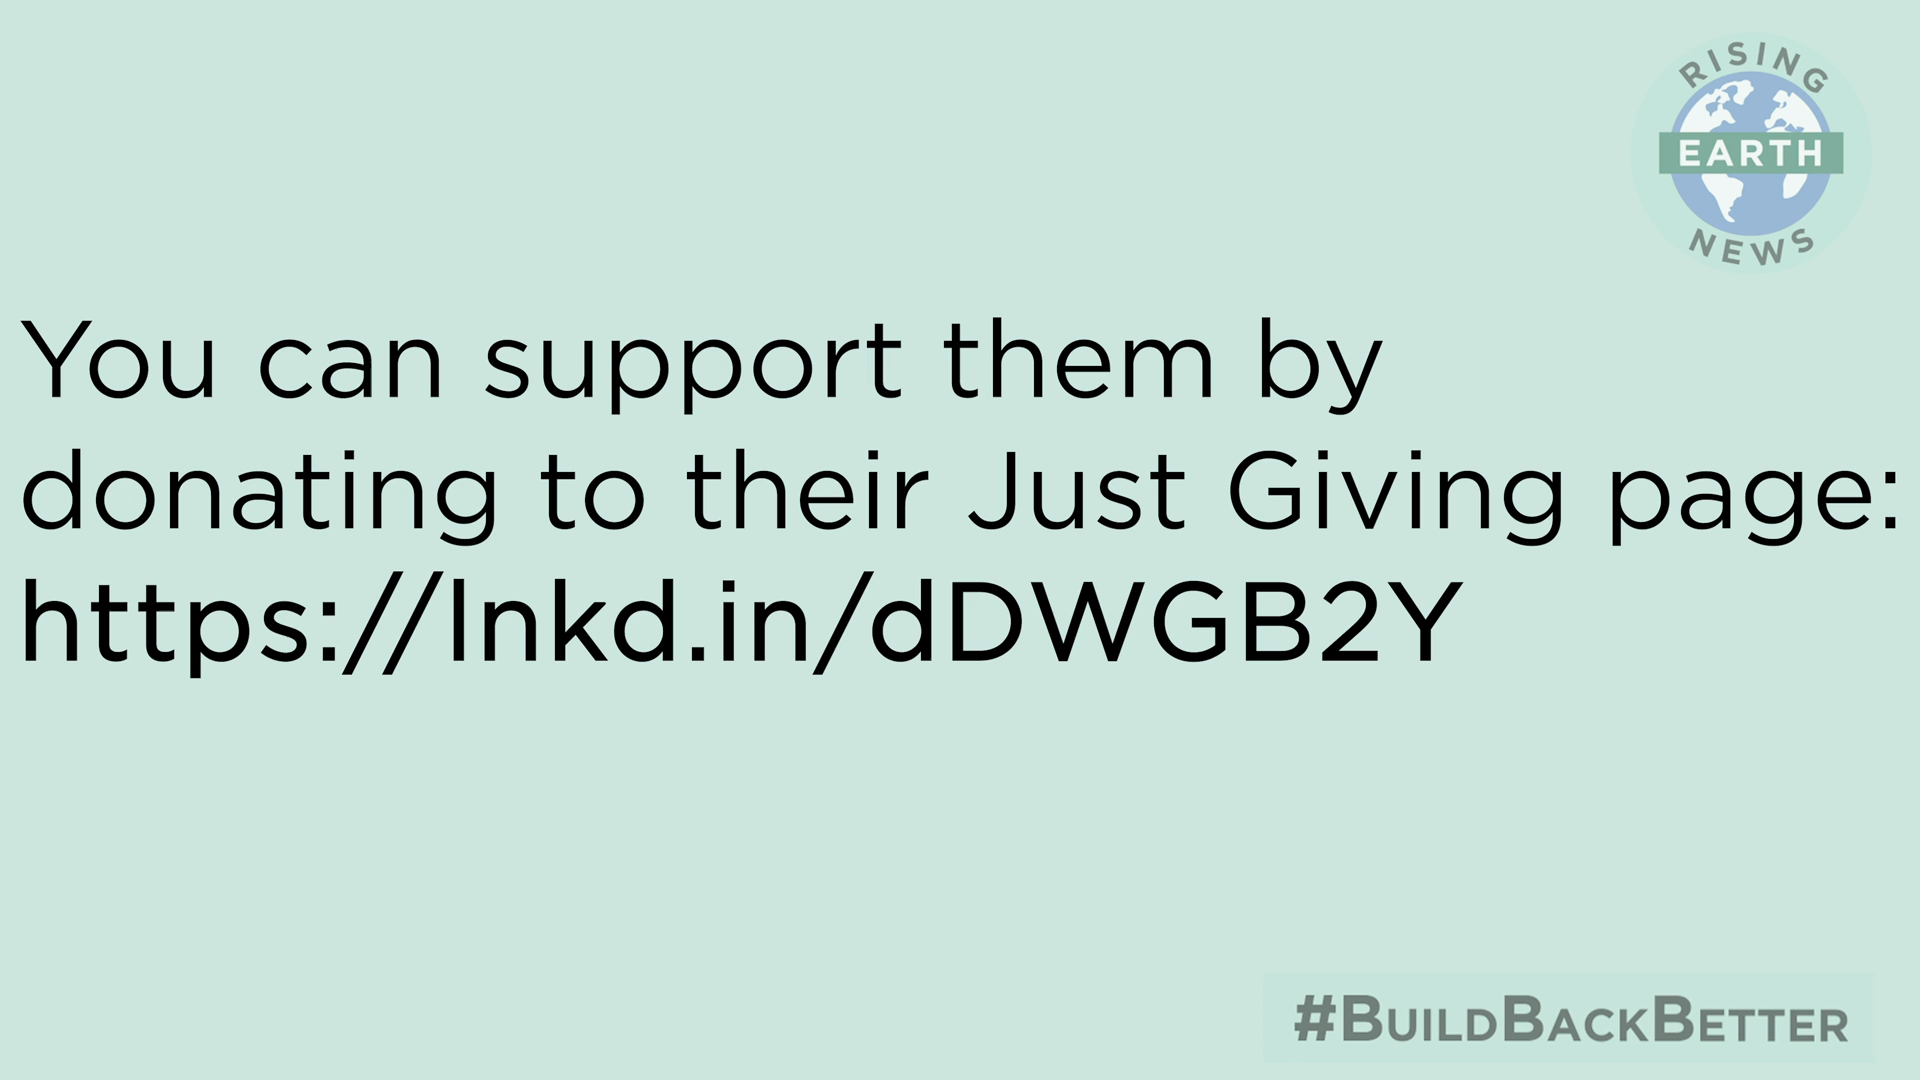 RISING
EARTH
NEWS
You can support them by
donating to their Just Giving page:
https://lnkd.in/dDWGB2Y
#BUILDBACKBETTER